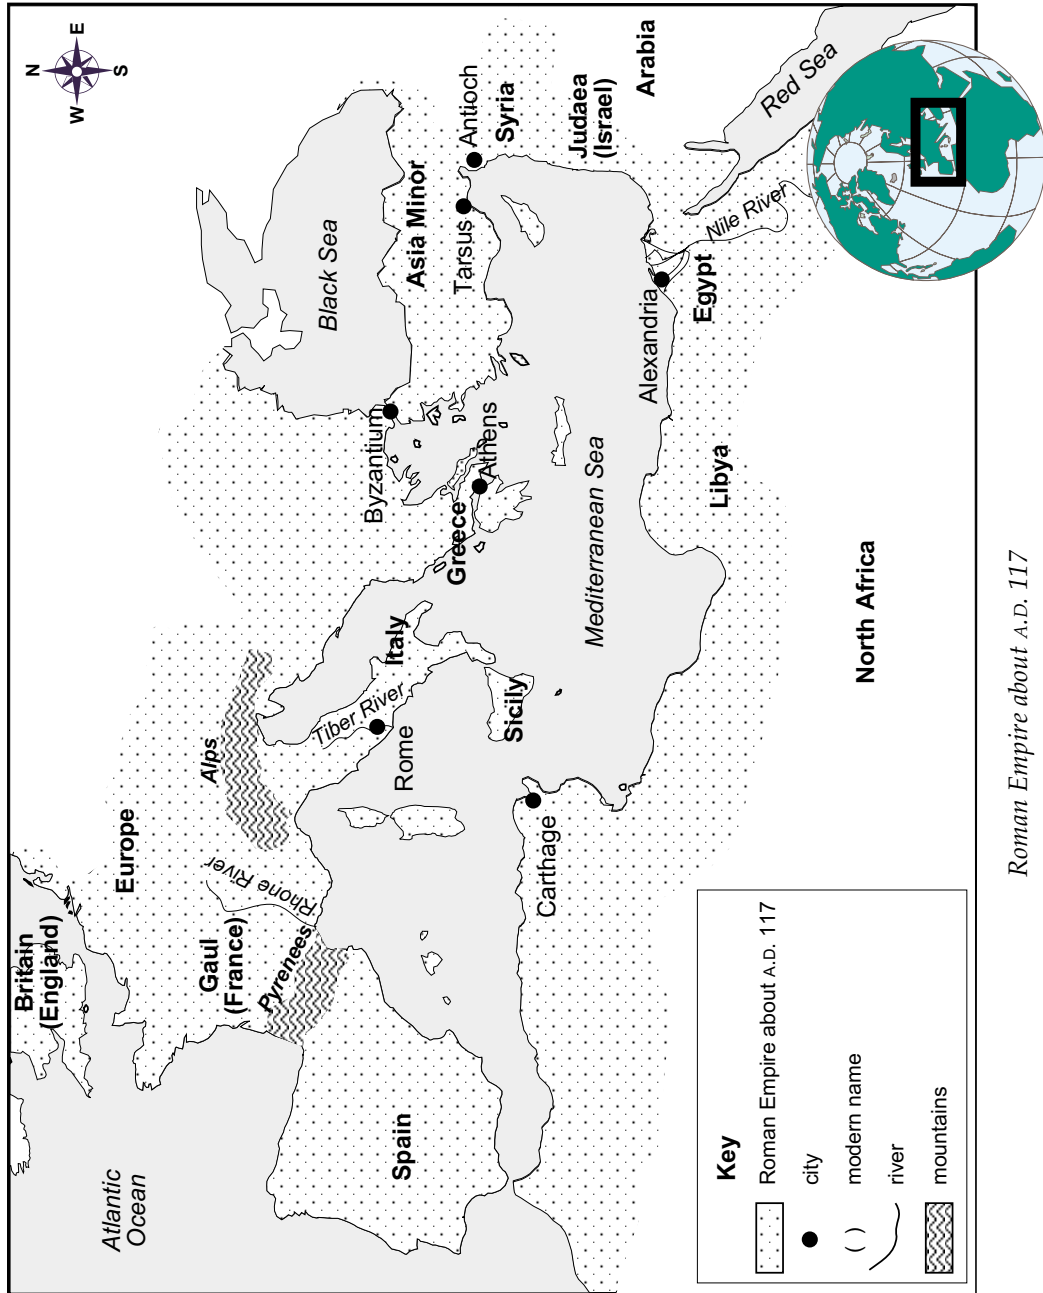 N
W
E
S
Britain
(England)
Europe
Atlantic
Ocean
Gaul
(France)
Rhone River
Pyrenees
Alps
Spain
Tiber River
Rome
Italy
Sicily
Carthage
Black Sea
Byzantium
Asia Minor
Greece
Athens
Tarsus
Antioch
Syria
Judaea
(Israel)
Arabia
Mediterranean Sea
Alexandria
Egypt
Nile River
Red Sea
Libya
North Africa
Key
Roman Empire about A.D. 117
city
( ) modern name
river
mountains
Roman Empire about A.D. 117